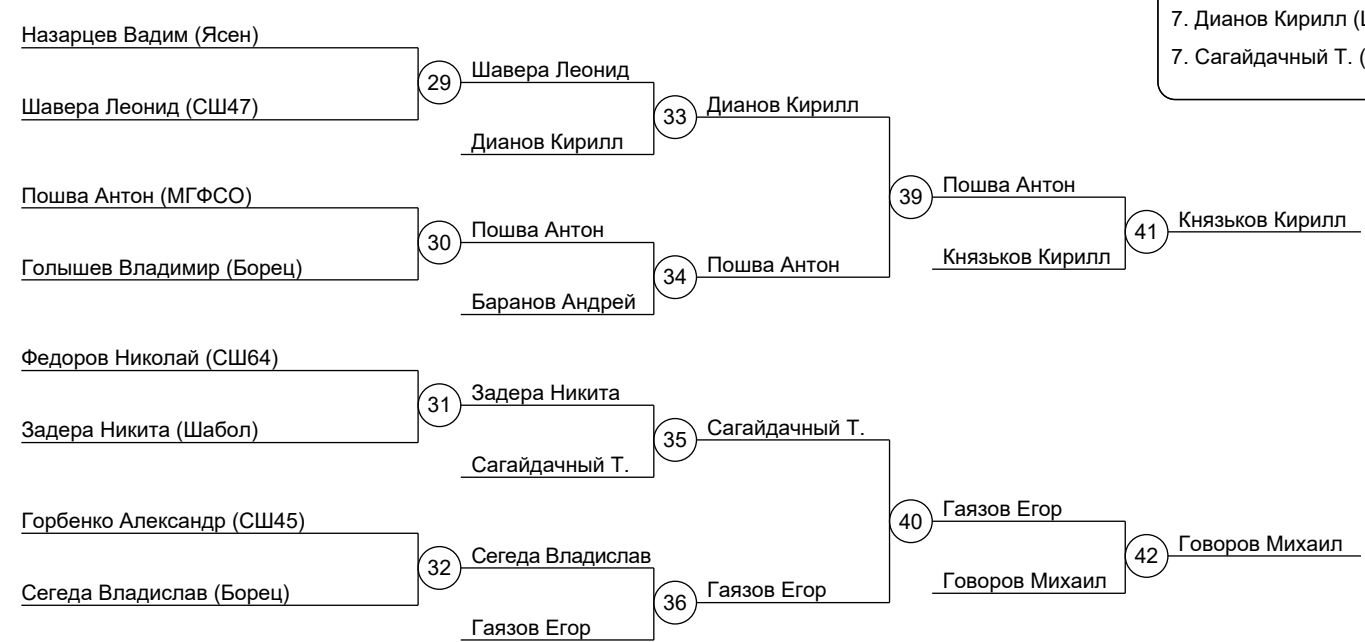 7. Дианов Кирилл (
7. Сагайдачный Т. (
Назарцев Вадим (Ясен)
29
Шавера Леонид
Шавера Леонид (СШ47)
33
Дианов Кирилл
Дианов Кирилл
Пошва Антон (МГФСО)
39
Пошва Антон
30
Пошва Антон
41
Князьков Кирилл
Голышев Владимир (Борец)
34
Пошва Антон
Князьков Кирилл
Баранов Андрей
Федоров Николай (СШ64)
31
Задера Никита
Задера Никита (Шабол)
35
Сагайдачный Т.
Сагайдачный Т.
Горбенко Александр (СШ45)
40
Гаязов Егор
32
Сегеда Владислав
42
Говоров Михаил
Сегеда Владислав (Борец)
36
Гаязов Егор
Говоров Михаил
Гаязов Егор